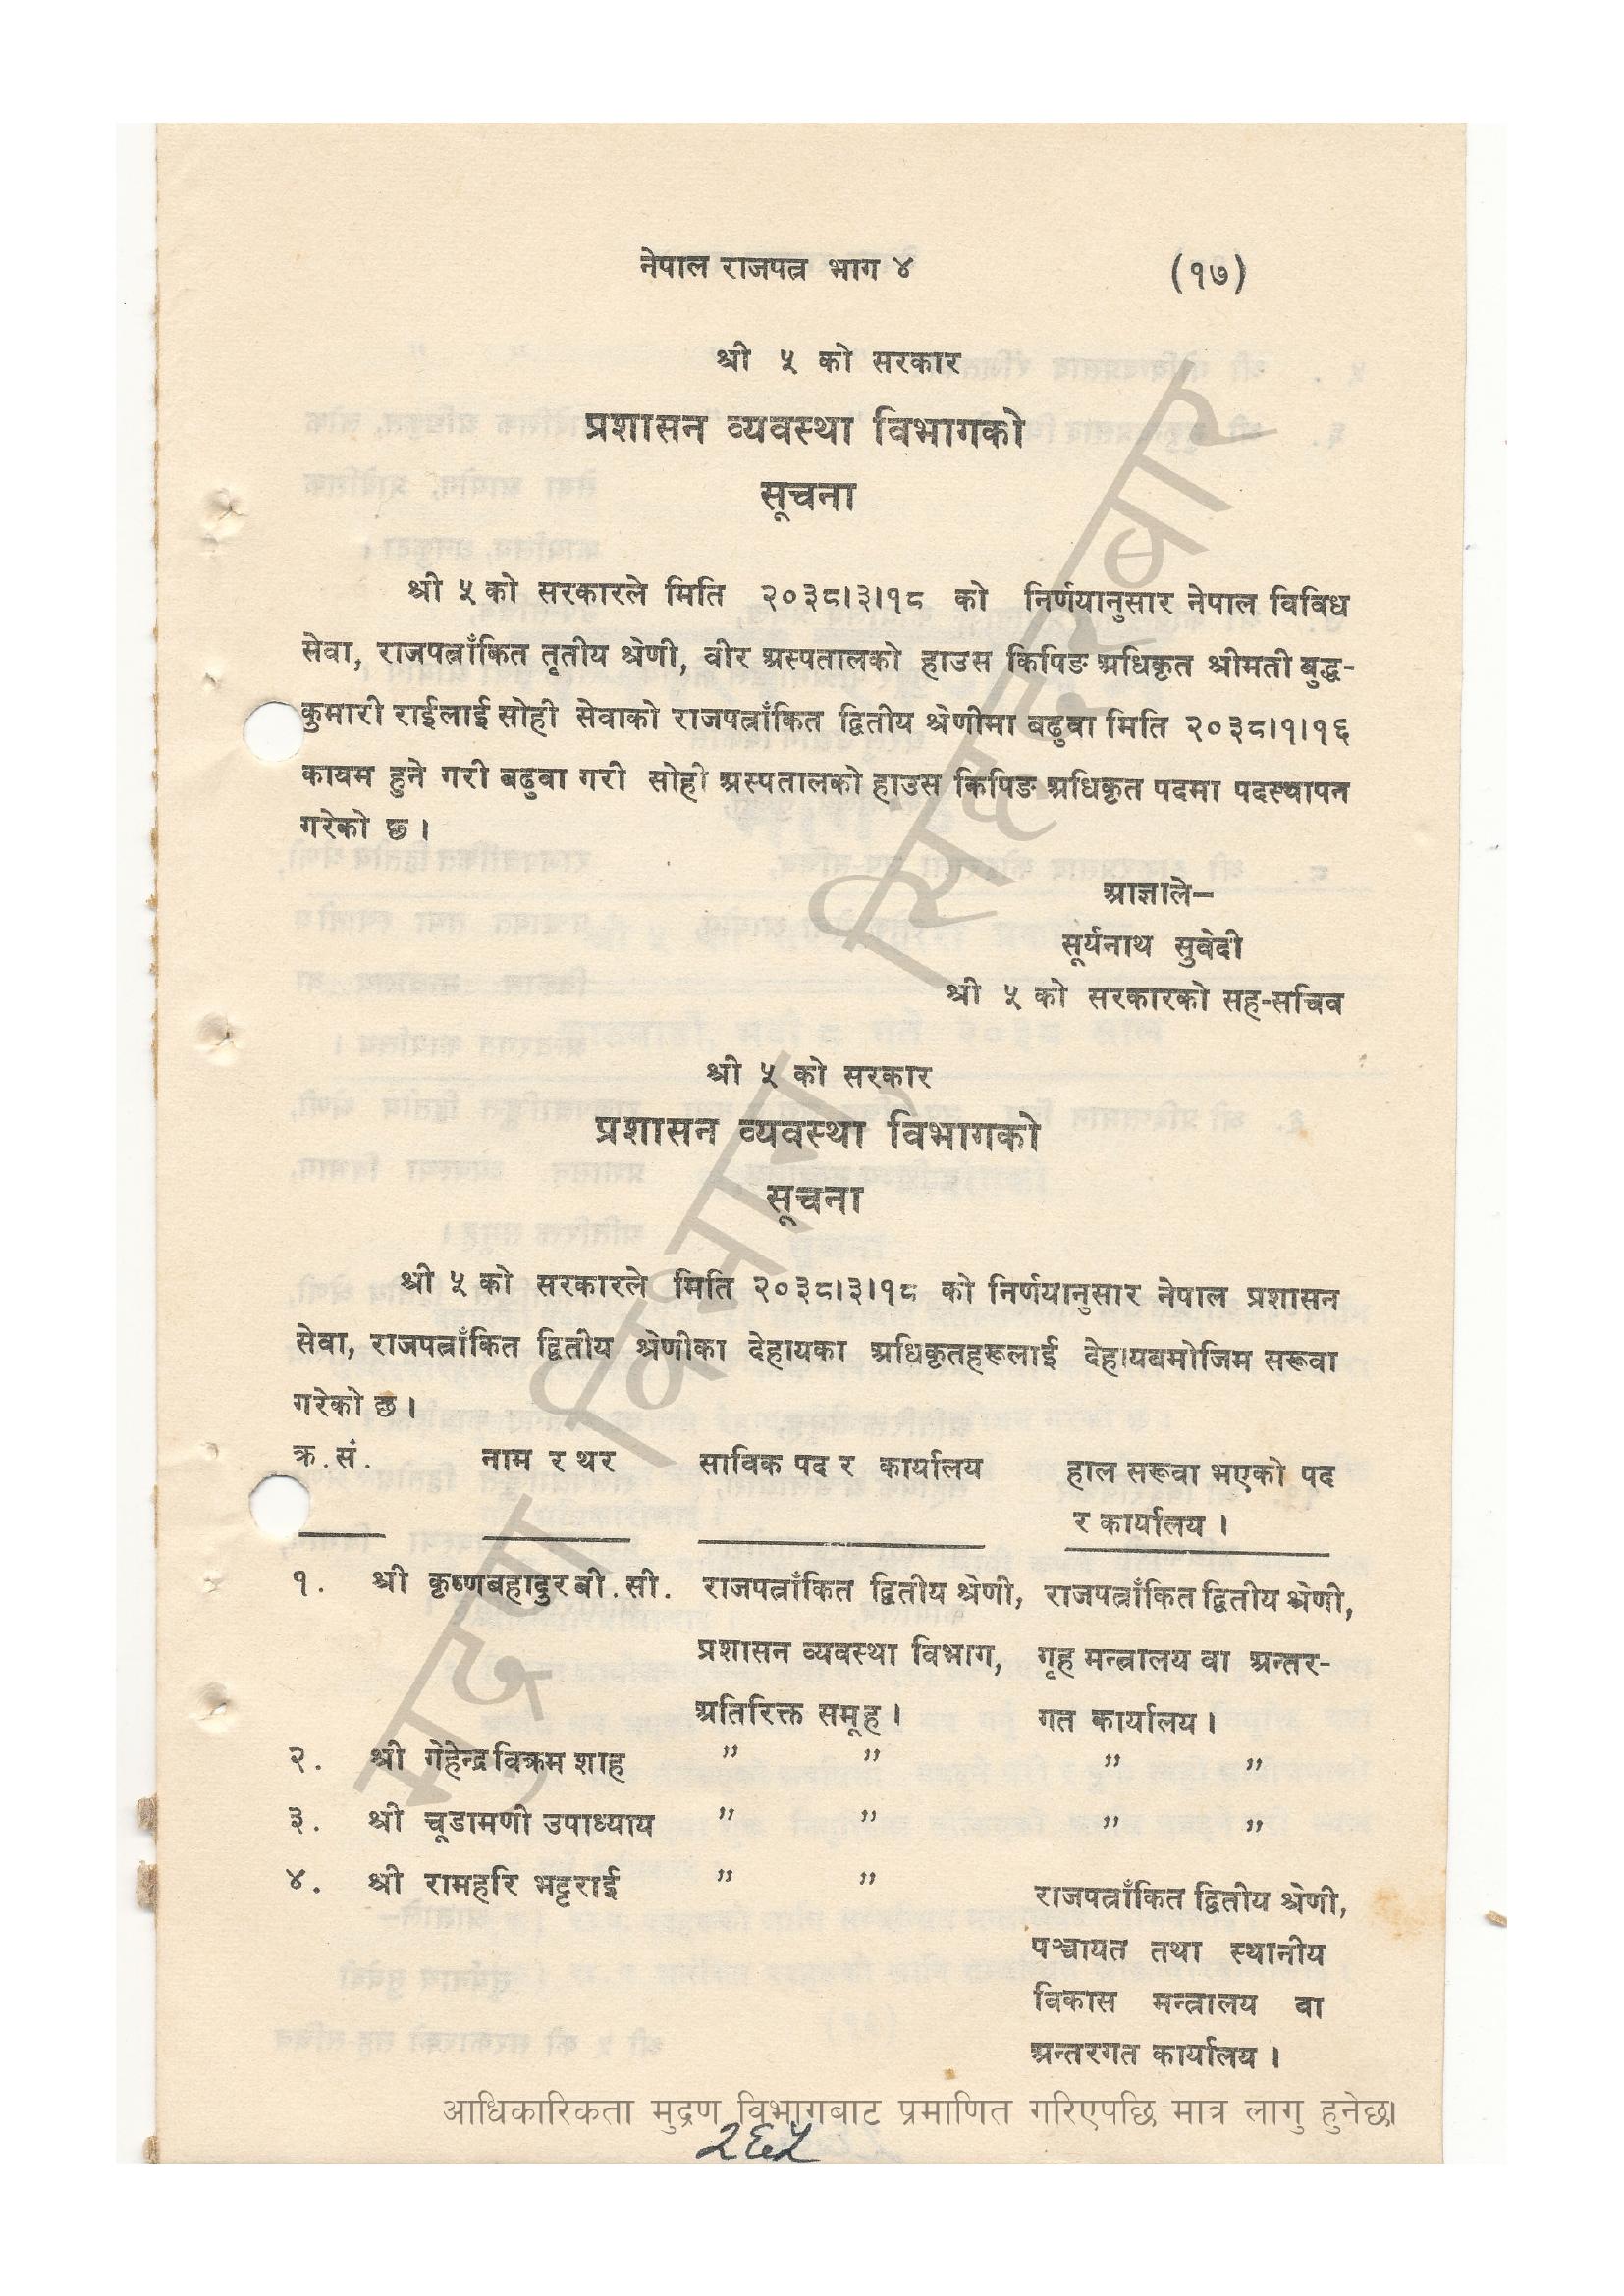 नेपाल राजपत्र भाग ४ (१७)
श्री ५ को सरकार
प्रशासन व्यवस्था विभागको
सूचना
श्री ५ को सरकारले मिति २०३८।३।१८ को निर्णयानुसार नेपाल विविध
सेवा, राजपत्राँकित तृतीय श्रेणी, वीर अस्पतालको हाउस किपिङ अधिकृत श्रीमती बुद्ध-
कुमारी राईलाई सोही सेवाको राजपत्राँकित द्वितीय श्रेणीमा बढुवा मिति २०३८।१।१६
कायम हुने गरी बढुवा गरी सोही अस्पतालको हाउस किपिङ अधिकृत पदमा पदस्थापन
गरेको छ ।
आज्ञाले–
सूर्यनाथ सुवेदी
श्री ५ को सरकारको सह-सचिव
श्री ५ को सरकार
प्रशासन व्यवस्था विभागको
सूचना
श्री ५ को सरकारले मिति २०३८।३।१८ को निर्णयानुसार नेपाल प्रशासन
सेवा, राजपत्राँकित द्वितीय श्रेणीका देहायका अधिकृतहरूलाई देहायबमोजिम सरूवा
गरेको छ ।
क्र.सं. नाम र थर साविक पद र कार्यालय हाल सरूवा भएको पद
र कार्यालय ।
१. श्री कृष्णबहादुर बी.सी. राजपत्राँकित द्वितीय श्रेणी, राजपत्राँकित द्वितीय श्रेणी,
प्रशासन व्यवस्था विभाग, गृह मन्त्रालय वा अन्तर-
अतिरिक्त समूह । गत कार्यालय ।
२. श्री गेहेन्द्रविक्रम शाह " " " "
३. श्री चूडामणी उपाध्याय " " " "
४. श्री रामहरि भट्टराई " " राजपत्राँकित द्वितीय श्रेणी,
पञ्चायत तथा स्थानीय
विकास मन्त्रालय वा
अन्तरगत कार्यालय ।
आधिकारिकता मुद्रण विभागबाट प्रमाणित गरिएपछि मात्र लागु हुनेछ।
२६५
मुद्रण विभाग, सिंहदरवार